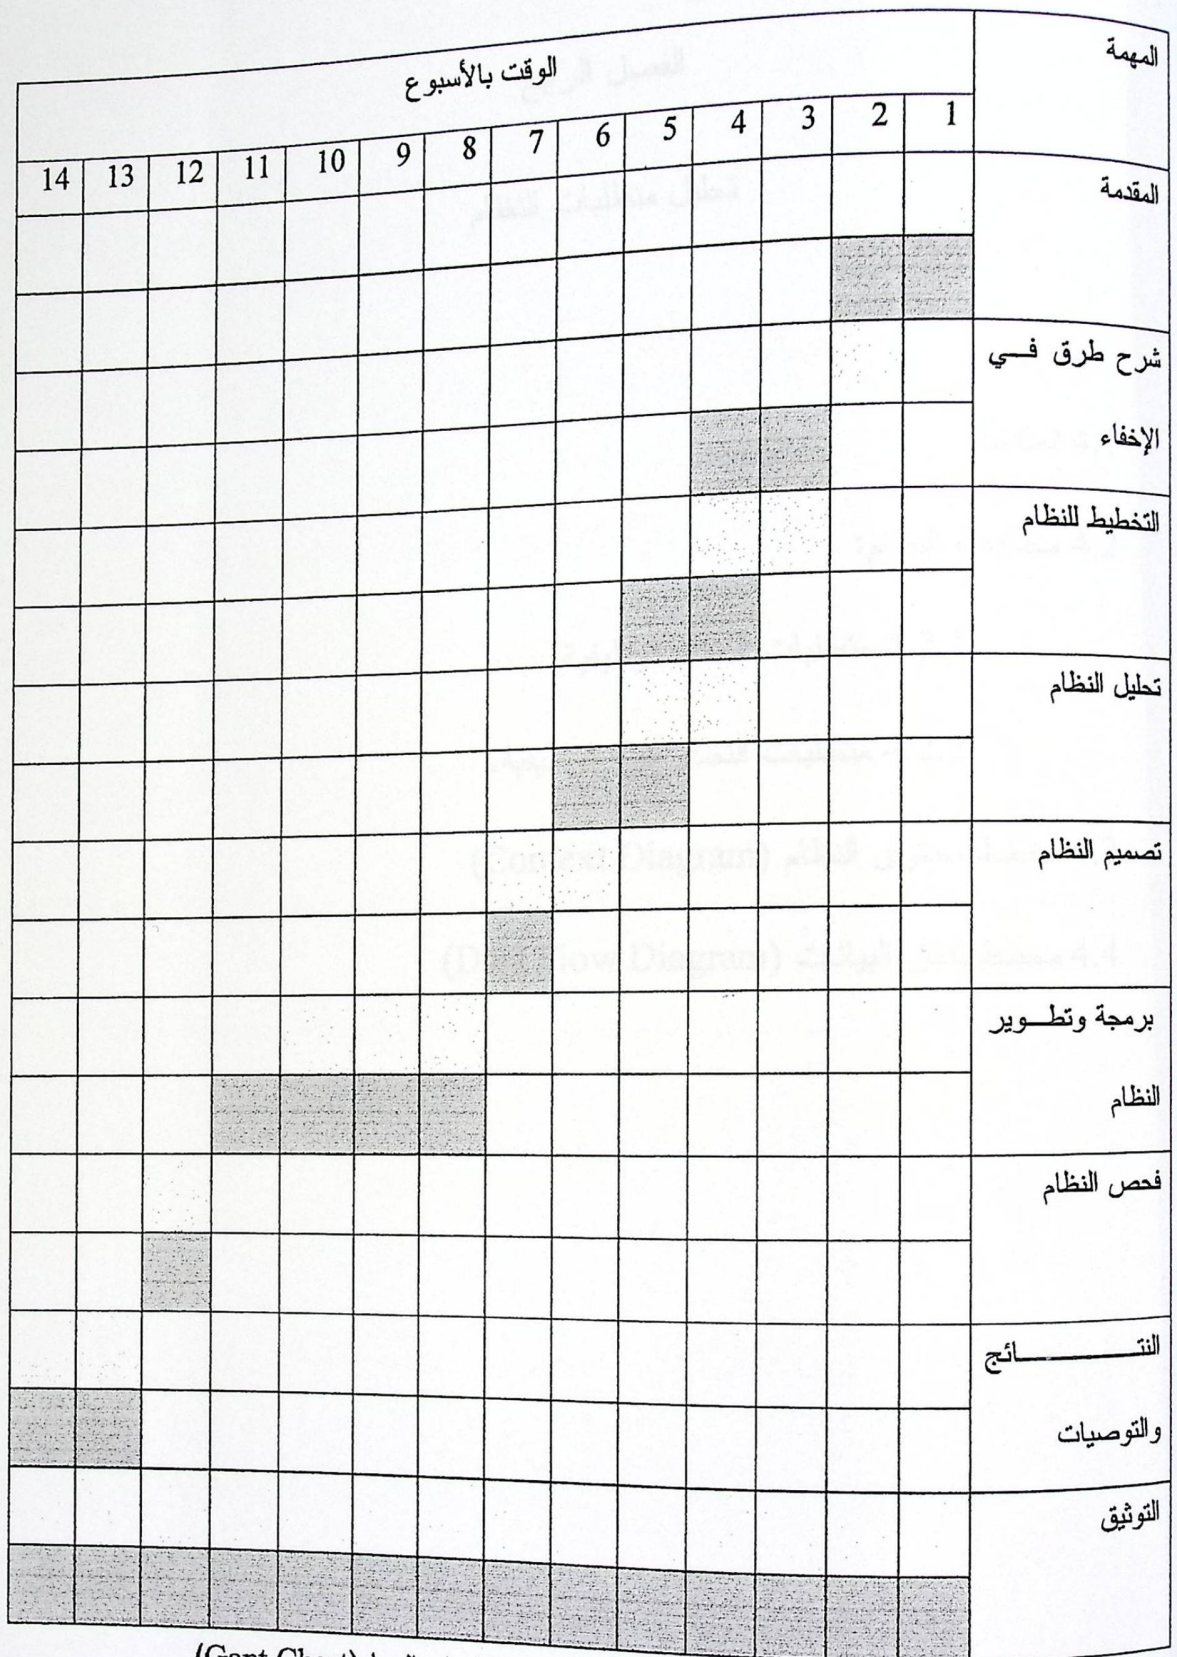 المهمة
الوقت بالأسبوع
1 2 3 4 5 6 7 8 9 10 11 12 13 14
المقدمة
شرح طرق في
الإخفاء
التخطيط للنظام
تحليل النظام
تصميم النظام
برمجة وتطوير
النظام
فحص النظام
النتائج
والتوصيات
التوثيق
(Gant Chart)